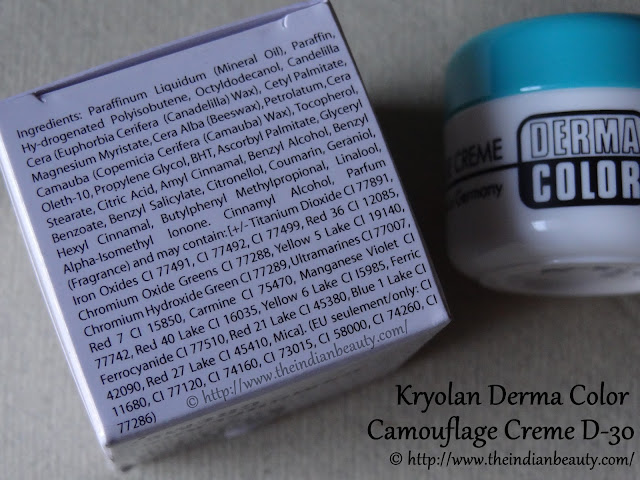 Ingredients: Paraffinum Liquidum (Mineral Oil), Paraffin,
Hy-drogenated Polyisobutene, Octyldodecanol, Candelilla
Cera (Euphorbia Cerifera (Canadelilla) Wax), Cetyl Palmitate,
Magnesium Myristate, Cera Alba (Beeswax), Petrolatum, Cera
Camauba (Copemicia Cerifera (Camauba) Wax), Tocopherol,
Oleth-10, Propylene Glycol, BHT, Ascorbyl Palmitate, Glyceryl
Stearate, Citric Acid, Amyl Cinnamal, Benzyl Alcohol, Benzyl
Benzoate, Benzyl Salicylate, Citronellol, Coumarin, Geraniol,
Hexyl Cinnamal, Butylphenyl Methylpropional, Linalool,
Alpha-Isomethyl Ionone. Cinnamyl Alcohol, Parfum
(Fragrance) and may contain:[+/-Titanium Dioxide CI 77891,
Iron Oxides CI 77491, CI 77492, CI 77499, Red 36 CI 12085,
Chromium Oxide Greens CI 77288, Yellow 5 Lake CI 19140,
Chromium Hydroxide Green CI 77289, Ultramarines CI 77007,
Red 7 CI 15850, Carmine CI 75470, Manganese Violet CI
77742, Red 40 Lake CI 16035, Yellow 6 Lake CI I5985, Ferric
Ferrocyanide CI 77510, Red 21 Lake CI 45380, Blue 1 Lake CI
42090, Red 27 Lake CI 45410, Mica]. (EU seulement/only: CI
11680, CI 77120, CI 74160, CI 73015, CI 58000, CI 74260, CI
77286)
© http://www.theindianbeauty.com/
CREME
Germany
DERMA
COLOR
Kryolan Derma Color
Camouflage Creme D-30
© http://www.theindianbeauty.com/